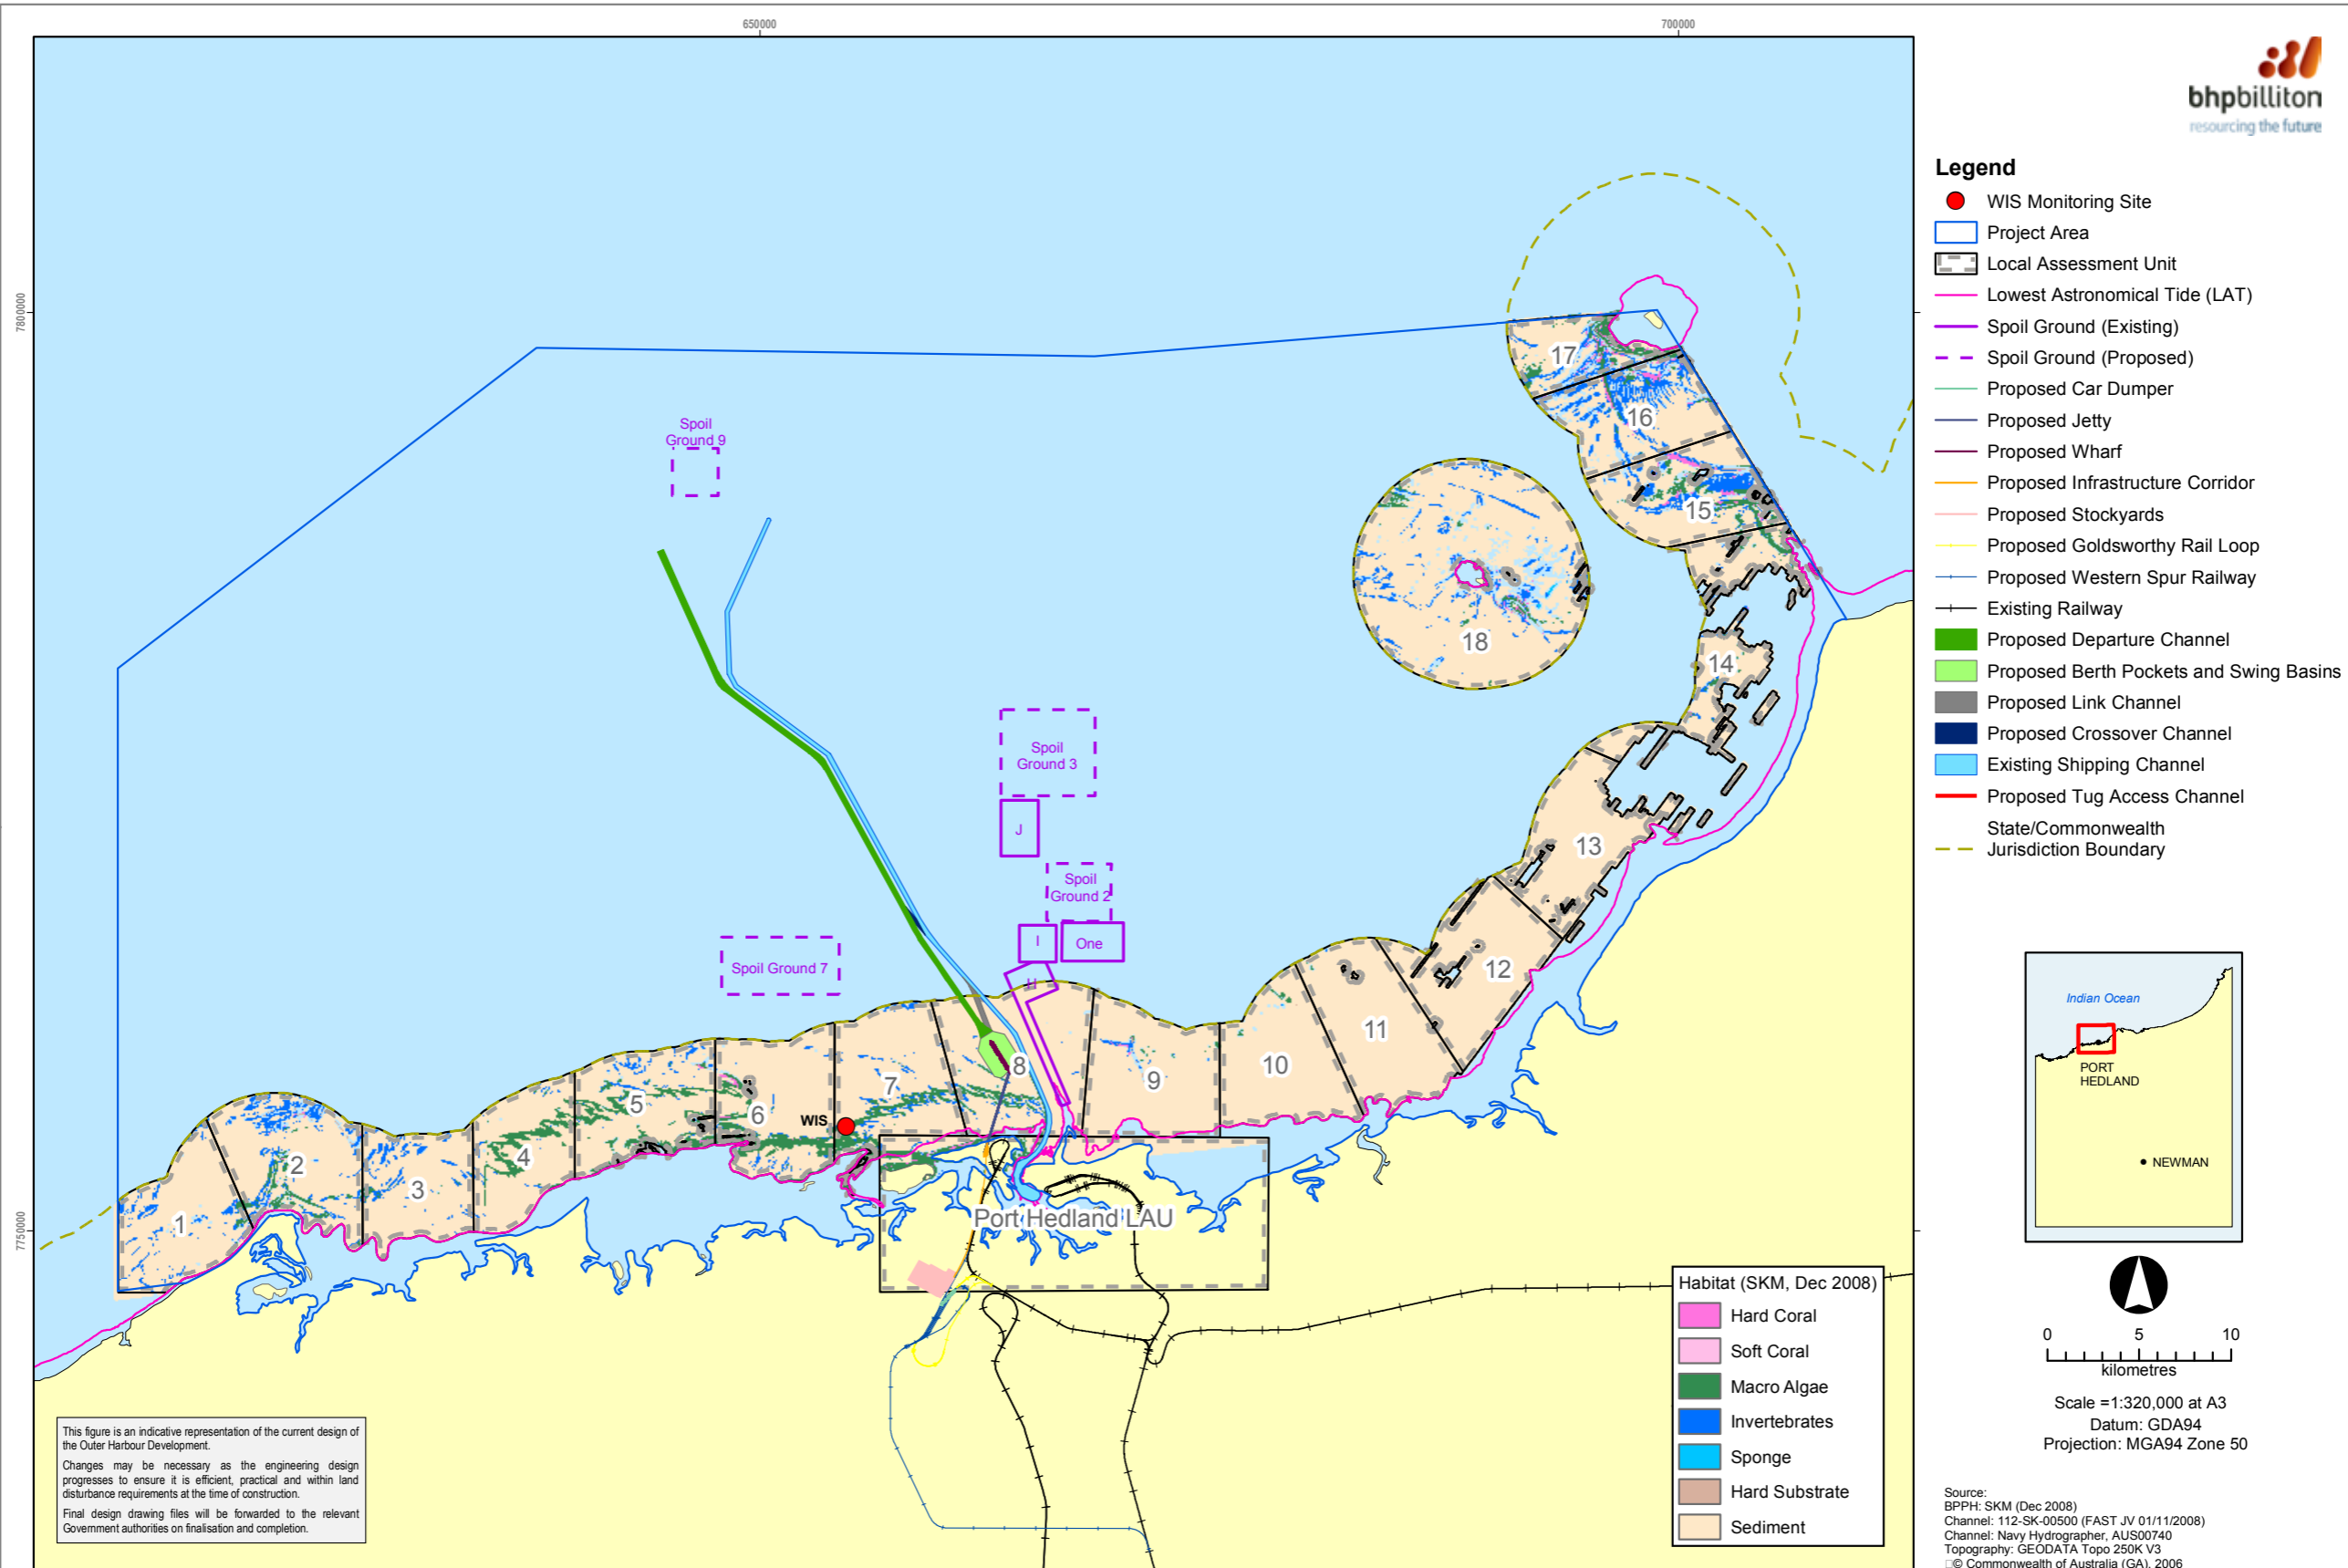 650000
700000
bhpbilliton
resourcing the future
Legend
WIS Monitoring Site
Project Area
Local Assessment Unit
Lowest Astronomical Tide (LAT)
Spoil Ground (Existing)
Spoil Ground (Proposed)
Proposed Car Dumper
Proposed Jetty
Proposed Wharf
Proposed Infrastructure Corridor
Proposed Stockyards
Proposed Goldsworthy Rail Loop
Proposed Western Spur Railway
Existing Railway
Proposed Departure Channel
Proposed Berth Pockets and Swing Basins
Proposed Link Channel
Proposed Crossover Channel
Existing Shipping Channel
Proposed Tug Access Channel
State/Commonwealth
Jurisdiction Boundary
7800000
7750000
17
16
15
18
14
13
12
11
10
9
8
7
6
5
4
3
2
1
Spoil
Ground 9
Spoil
Ground 3
J
Spoil
Ground 2
I
One
H
Spoil Ground 7
WIS
Port Hedland LAU
Indian Ocean
PORT
HEDLAND
NEWMAN
0 5 10
kilometres
Scale =1:320,000 at A3
Datum: GDA94
Projection: MGA94 Zone 50
Habitat (SKM, Dec 2008)
Hard Coral
Soft Coral
Macro Algae
Invertebrates
Sponge
Hard Substrate
Sediment
This figure is an indicative representation of the current design of
the Outer Harbour Development.
Changes may be necessary as the engineering design
progresses to ensure it is efficient, practical and within land
disturbance requirements at the time of construction.
Final design drawing files will be forwarded to the relevant
Government authorities on finalisation and completion.
Source:
BPPH: SKM (Dec 2008)
Channel: 112-SK-00500 (FAST JV 01/11/2008)
Channel: Navy Hydrographer, AUS00740
Topography: GEODATA Topo 250K V3
© Commonwealth of Australia (GA), 2006